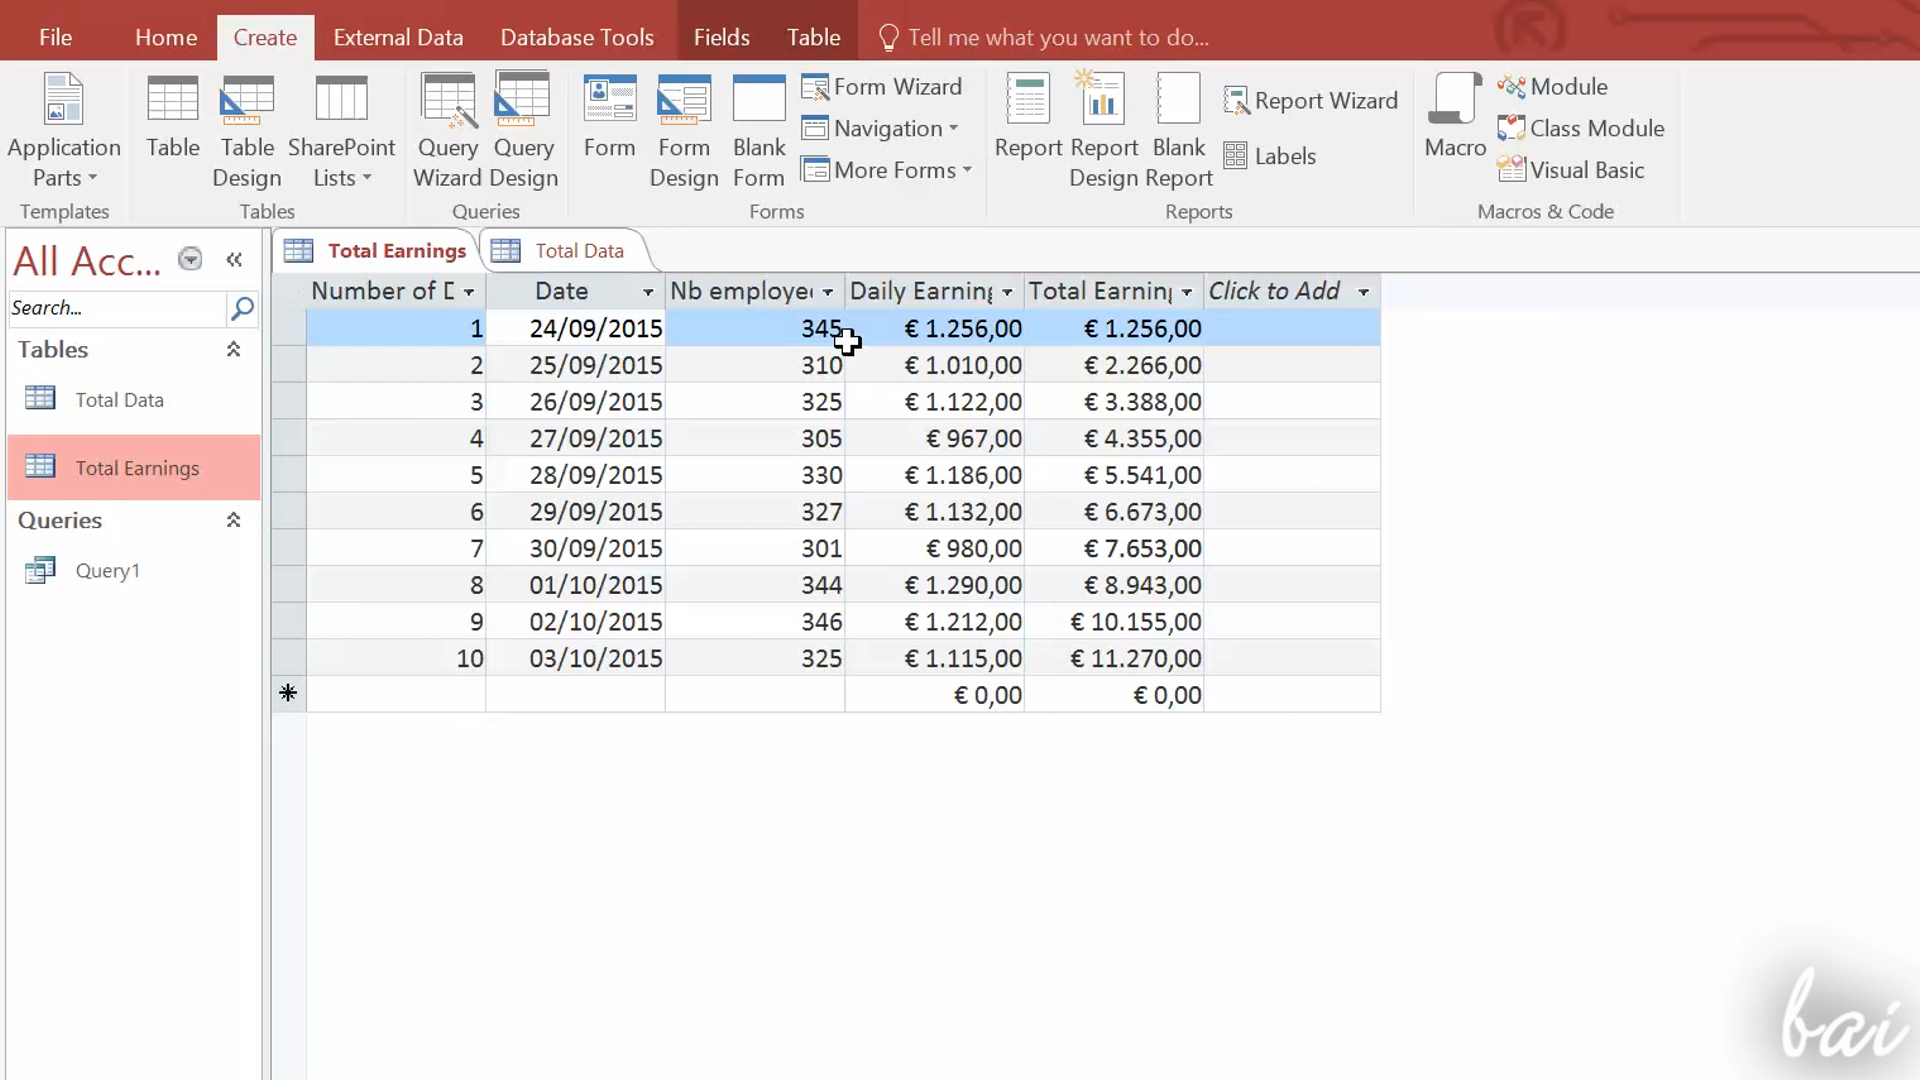 File Home Create External Data Database Tools Fields Table Tell me what you want to do...
Application Parts
Table
Table Design
SharePoint Lists
Query Wizard
Query Design
Form
Form Design
Blank Form
Form Wizard
Navigation
More Forms
Report
Report Design
Blank Report
Report Wizard
Labels
Macro
Module
Class Module
Visual Basic
Templates Tables Queries Forms Reports Macros & Code
All Acc...
Search...
Tables
Total Data
Total Earnings
Queries
Query1
Total Earnings Total Data
Number of D Date Nb employee Daily Earning Total Earning Click to Add
1 24/09/2015 345 € 1.256,00 € 1.256,00
2 25/09/2015 310 € 1.010,00 € 2.266,00
3 26/09/2015 325 € 1.122,00 € 3.388,00
4 27/09/2015 305 € 967,00 € 4.355,00
5 28/09/2015 330 € 1.186,00 € 5.541,00
6 29/09/2015 327 € 1.132,00 € 6.673,00
7 30/09/2015 301 € 980,00 € 7.653,00
8 01/10/2015 344 € 1.290,00 € 8.943,00
9 02/10/2015 346 € 1.212,00 € 10.155,00
10 03/10/2015 325 € 1.115,00 € 11.270,00
€ 0,00 € 0,00
bai